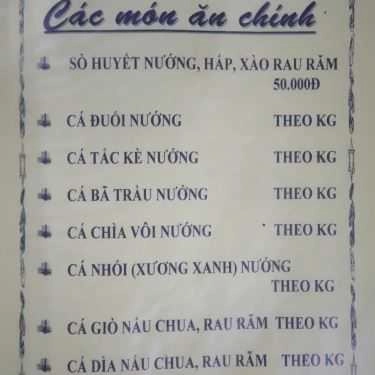 Các món ăn chính
SÒ HUYẾT NƯỚNG, HẤP, XÀO RAU RĂM
50.000Đ
CÁ ĐUỐI NƯỚNG THEO KG
CÁ TẮC KÈ NƯỚNG THEO KG
CÁ BÃ TRẦU NƯỚNG THEO KG
CÁ CHÌA VÔI NƯỚNG THEO KG
CÁ NHÓI (XƯƠNG XANH) NƯỚNG
THEO KG
CÁ GIÒ NẤU CHUA, RAU RĂM THEO KG
CÁ DÌA NẤU CHUA, RAU RĂM THEO KG